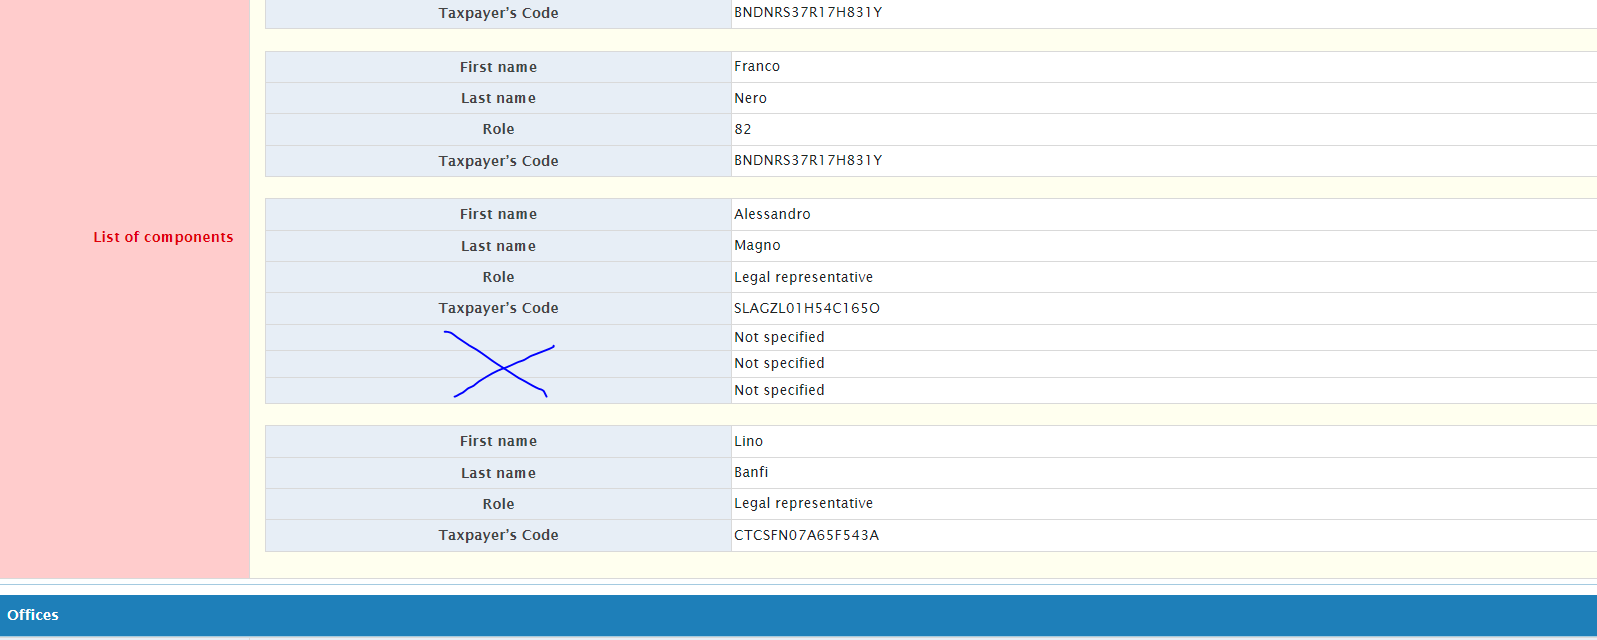 Taxpayer's Code BNDNRS37R17H831Y
First name Franco
Last name Nero
Role 82
Taxpayer's Code BNDNRS37R17H831Y
List of components
First name Alessandro
Last name Magno
Role Legal representative
Taxpayer's Code SLAGZL01H54C165O
Not specified
Not specified
Not specified
First name Lino
Last name Banfi
Role Legal representative
Taxpayer's Code CTCSFN07A65F543A
Offices